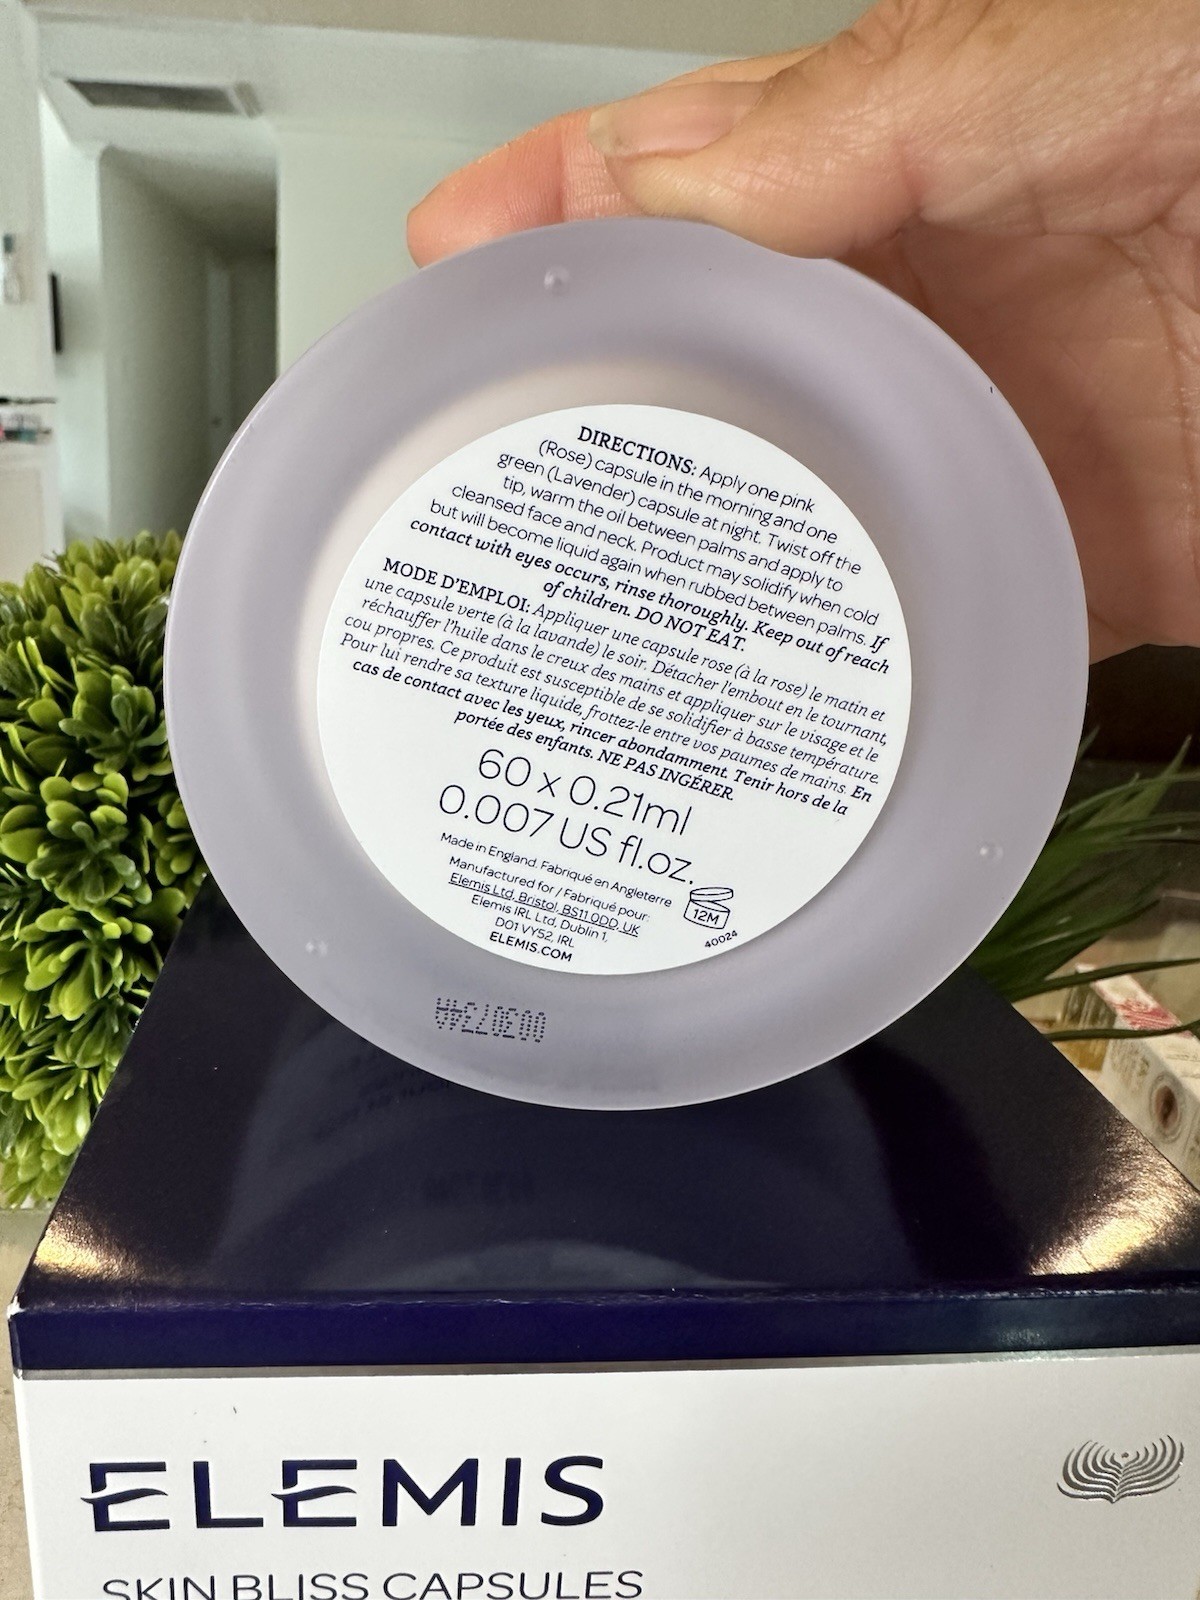 DIRECTIONS: Apply one pink
(Rose) capsule in the morning and one
green (Lavender) capsule at night. Twist off the
tip, warm the oil between palms and apply to
cleansed face and neck. Product may solidify when cold
but will become liquid again when rubbed between palms. If
contact with eyes occurs, rinse thoroughly. Keep out of reach
of children. DO NOT EAT.
MODE D'EMPLOI: Appliquer une capsule rose (à la rose) le matin et
une capsule verte (à la lavande) le soir. Détacher l'embout en le tournant,
réchauffer l'huile dans le creux des mains et appliquer sur le visage et le
cou propres. Ce produit est susceptible de se solidifier à basse température.
Pour lui rendre sa texture liquide, frottez-le entre vos paumes de mains. En
cas de contact avec les yeux, rincer abondamment. Tenir hors de la
portée des enfants. NE PAS INGÉRER.
60 x 0.21ml
0.007 US fl.oz.
Made in England. Fabriqué en Angleterre
Manufactured for / Fabriqué pour:
Elemis Ltd, Bristol, BS11 0DD, UK
Elemis IRL Ltd, Dublin 1,
D01 VY52, IRL
ELEMIS.COM
12M
40024
ELEMIS
SKIN BLISS CAPSULES